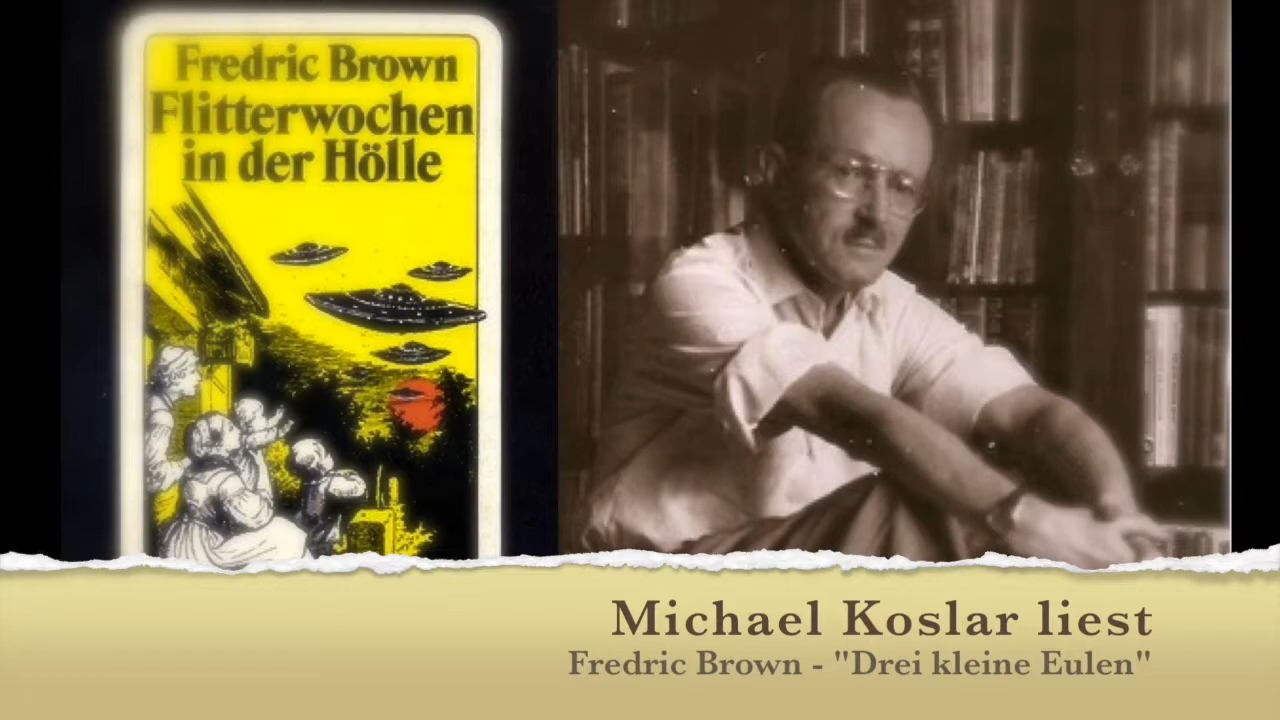 Fredric Brown
Flitterwochen
in der Hölle
Michael Koslar liest
Fredric Brown - "Drei kleine Eulen"